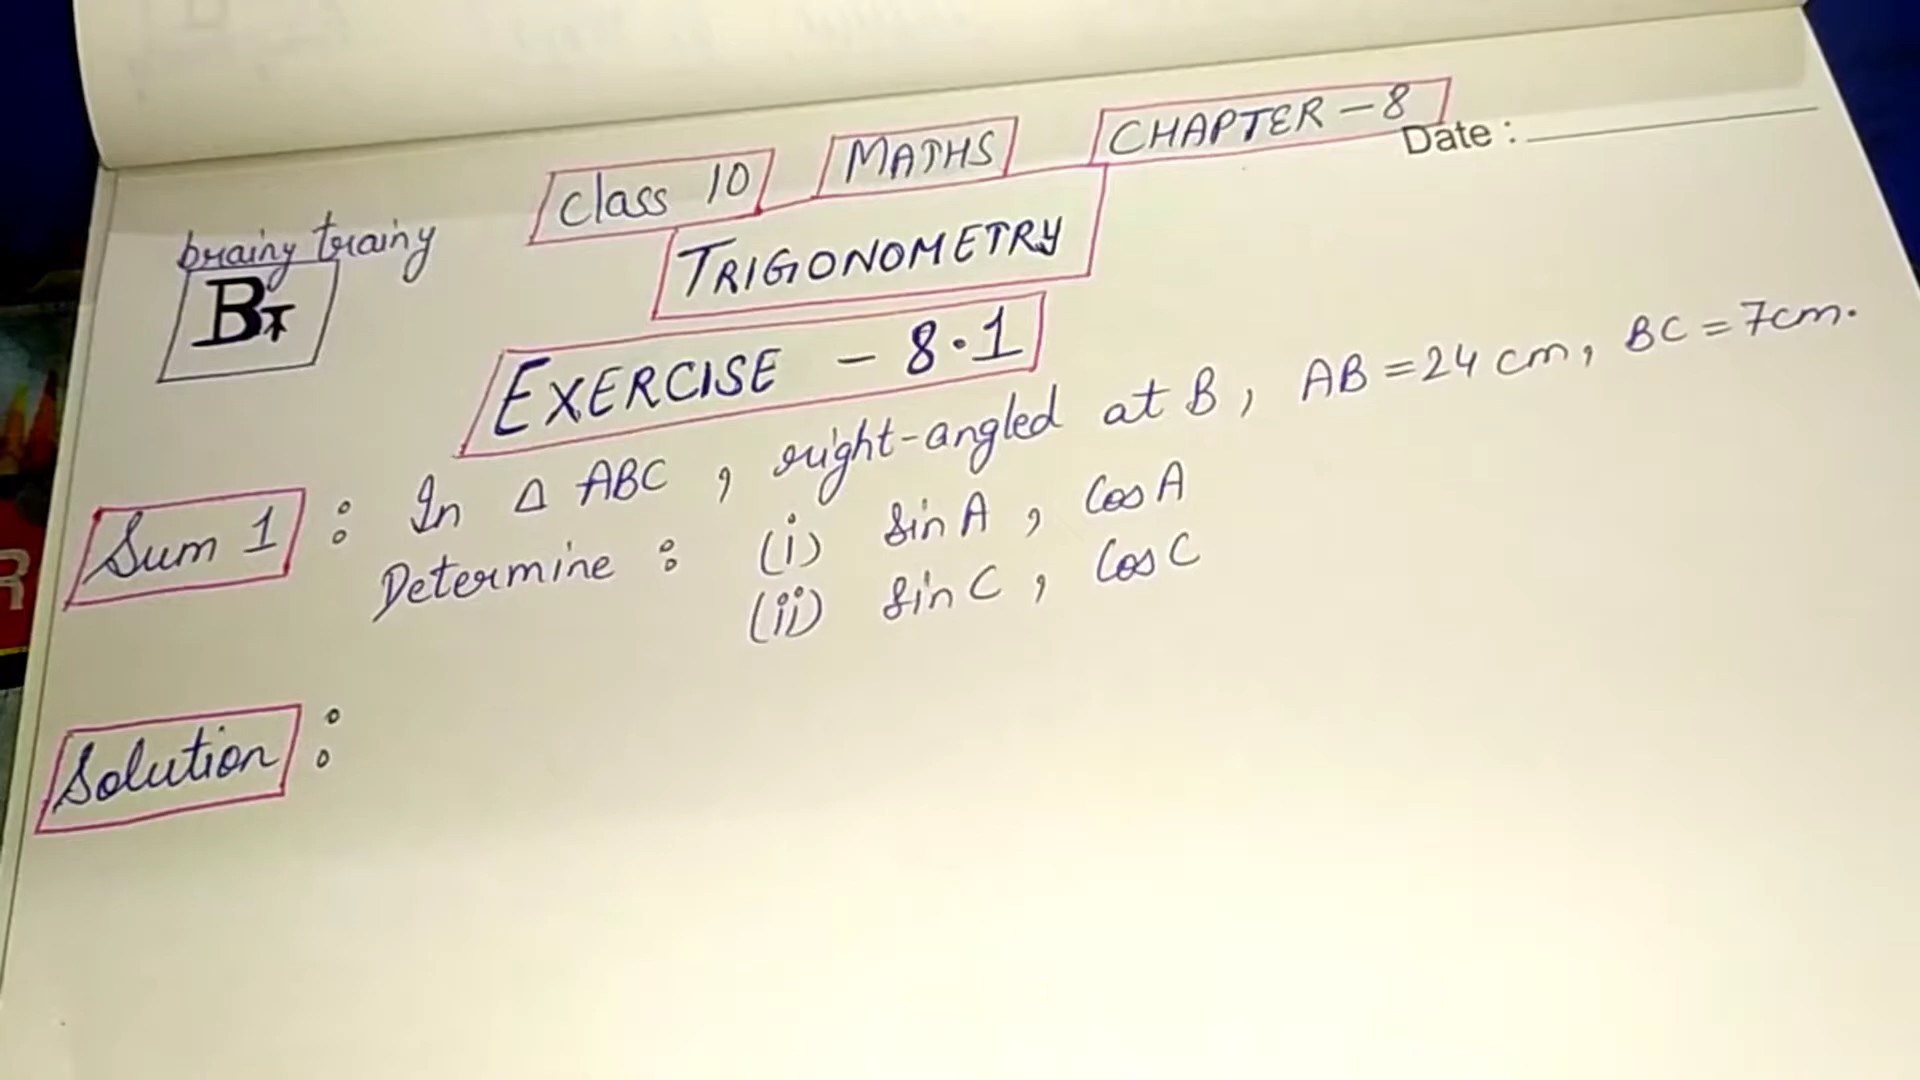 Class 10 MATHS CHAPTER - 8
Date :
brainy trainy
BT
TRIGONOMETRY
EXERCISE - 8.1
Sum 1 : In Δ ABC , right-angled at B, AB = 24 cm, BC = 7cm.
Determine : (i) sin A , Cos A
(ii) sin C , Cos C
Solution :
R